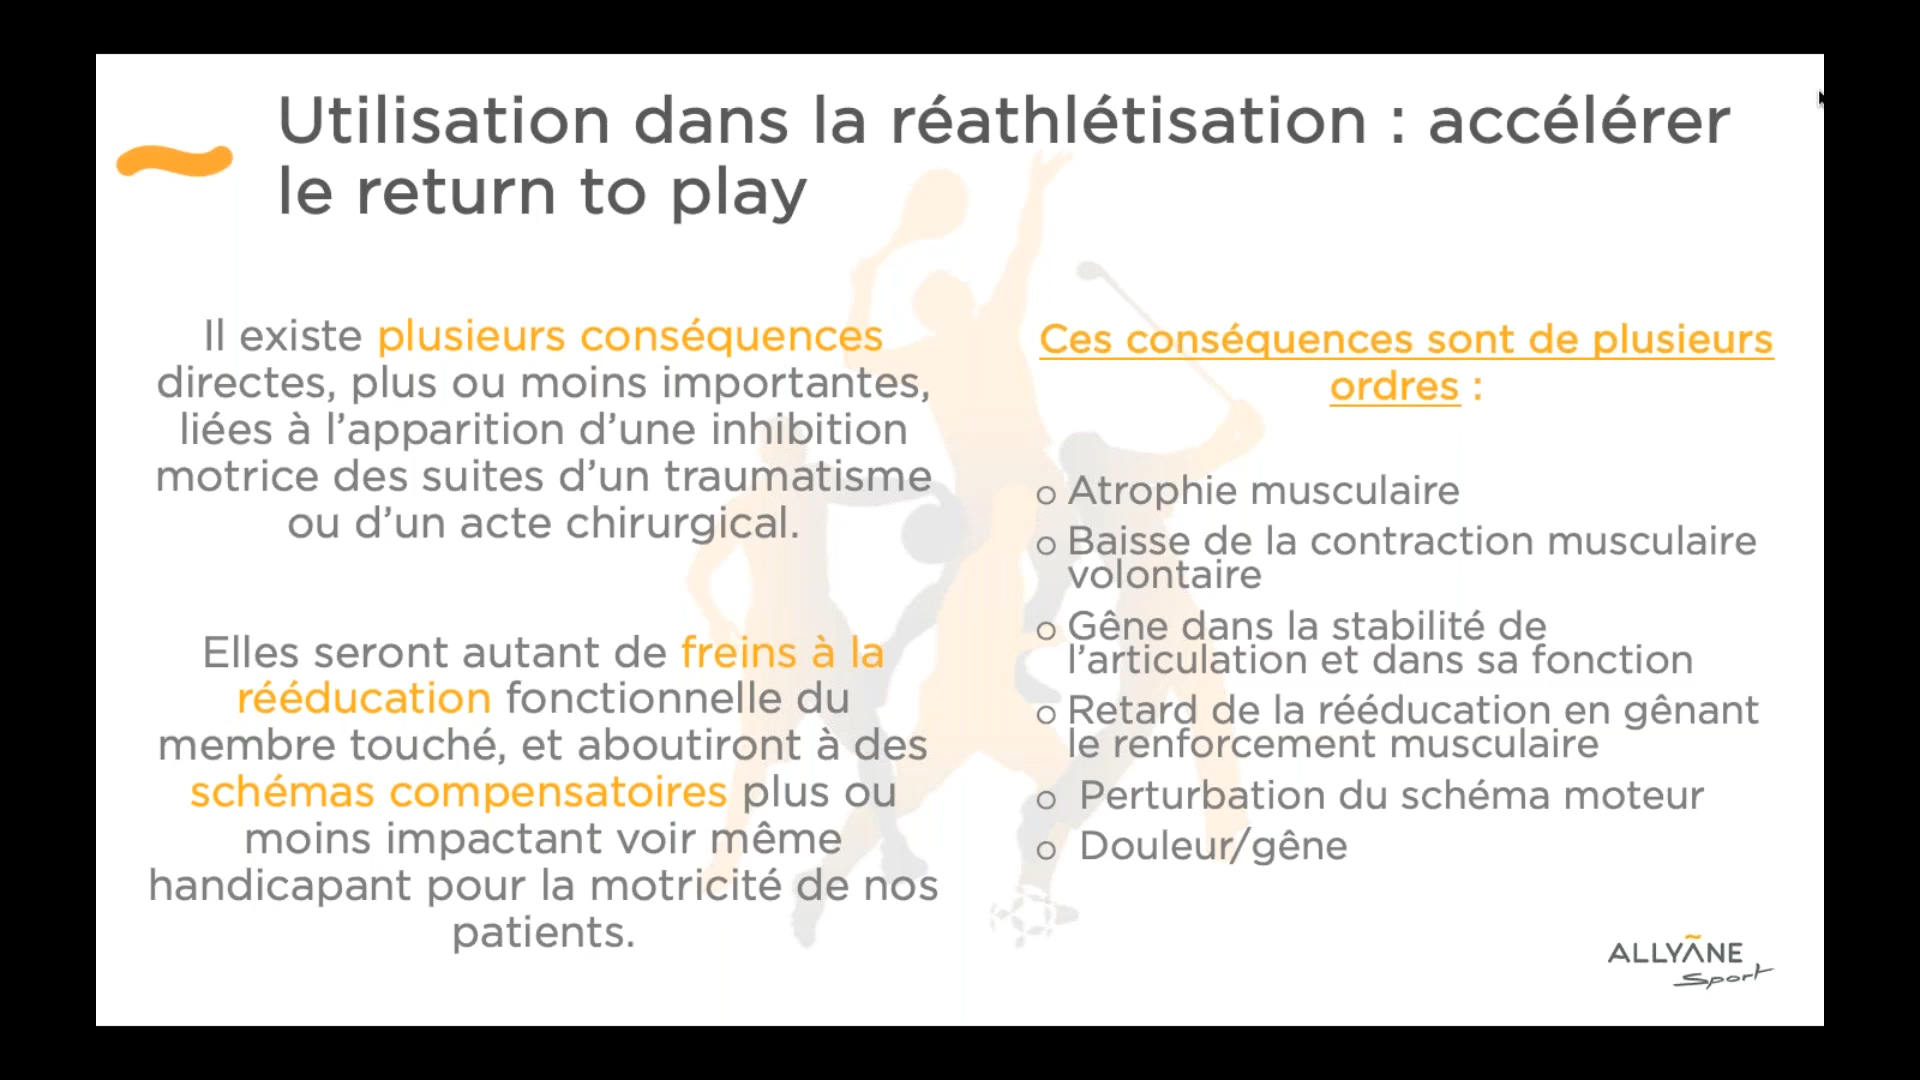 Utilisation dans la réathlétisation : accélérer
le return to play
Il existe plusieurs conséquences
directes, plus ou moins importantes,
liées à l’apparition d’une inhibition
motrice des suites d’un traumatisme
ou d’un acte chirurgical.
Elles seront autant de freins à la
rééducation fonctionnelle du
membre touché, et aboutiront à des
schémas compensatoires plus ou
moins impactant voir même
handicapant pour la motricité de nos
patients.
Ces conséquences sont de plusieurs
ordres :
o Atrophie musculaire
o Baisse de la contraction musculaire
volontaire
o Gêne dans la stabilité de
l’articulation et dans sa fonction
o Retard de la rééducation en gênant
le renforcement musculaire
o Perturbation du schéma moteur
o Douleur/gêne
ALLYANE
Sport